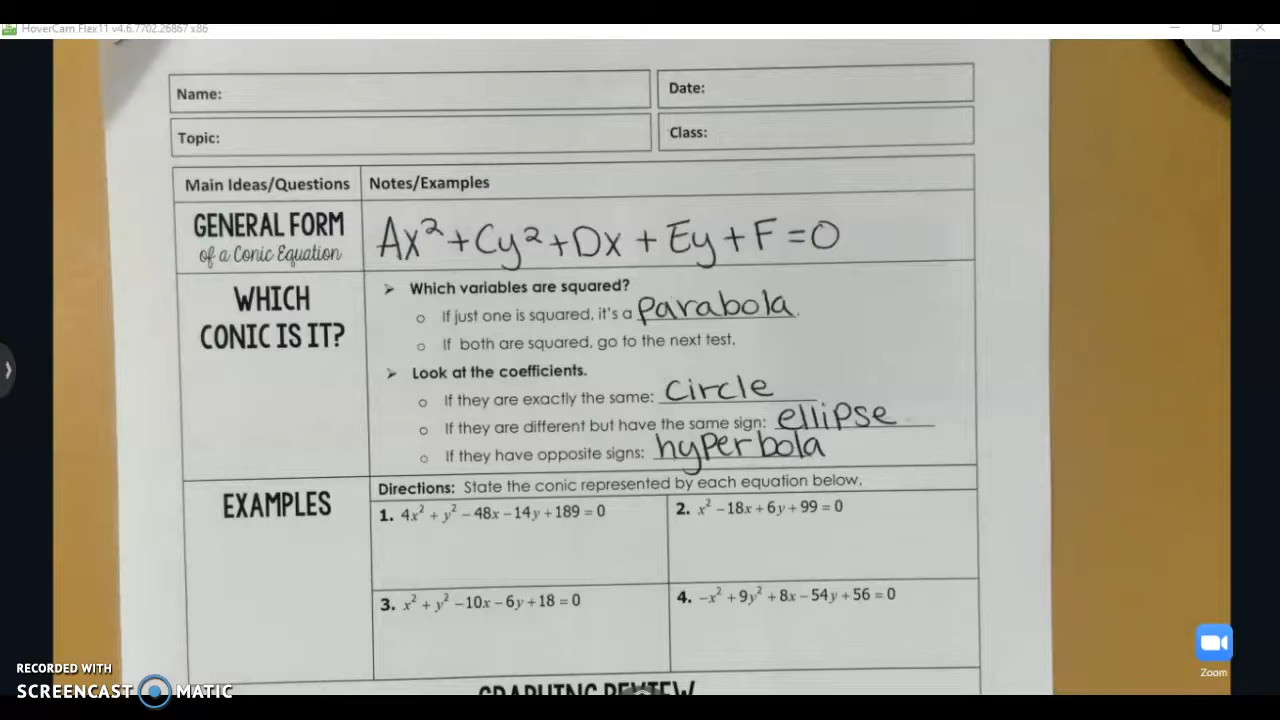 HoverCam Flex11 v4.6.7702.26867 x86
Name:
Date:
Topic:
Class:
Main Ideas/Questions
Notes/Examples
GENERAL FORM
of a Conic Equation
Ax² + Cy² + Dx + Ey + F = 0
WHICH
CONIC IS IT?
➤ Which variables are squared?
o If just one is squared, it's a parabola.
o If both are squared, go to the next test.
➤ Look at the coefficients.
o If they are exactly the same: circle
o If they are different but have the same sign: ellipse
o If they have opposite signs: hyperbola
EXAMPLES
Directions: State the conic represented by each equation below.
1. 4x² + y² − 48x − 14y + 189 = 0
2. x² − 18x + 6y + 99 = 0
3. x² + y² − 10x − 6y + 18 = 0
4. −x² + 9y² + 8x − 54y + 56 = 0
GRAPHING REVIEW
Zoom
RECORDED WITH
SCREENCAST MATIC